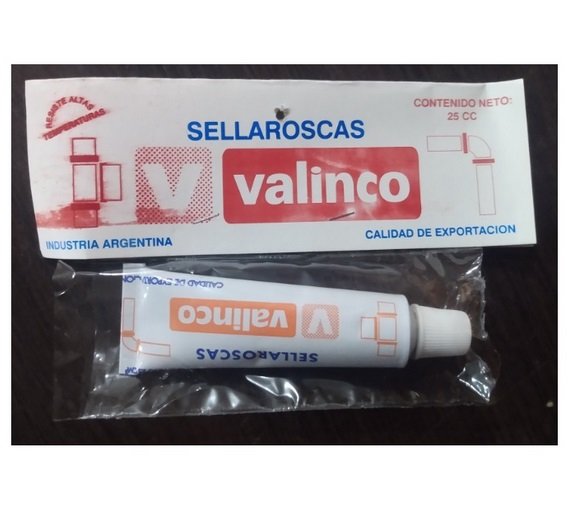 RESISTE ALTAS
TEMPERATURAS
CONTENIDO NETO:
25 CC
SELLAROSCAS
V valinco
INDUSTRIA ARGENTINA
CALIDAD DE EXPORTACION
CALIDAD DE EXPORTACION
V valinco
SELLAROSCAS